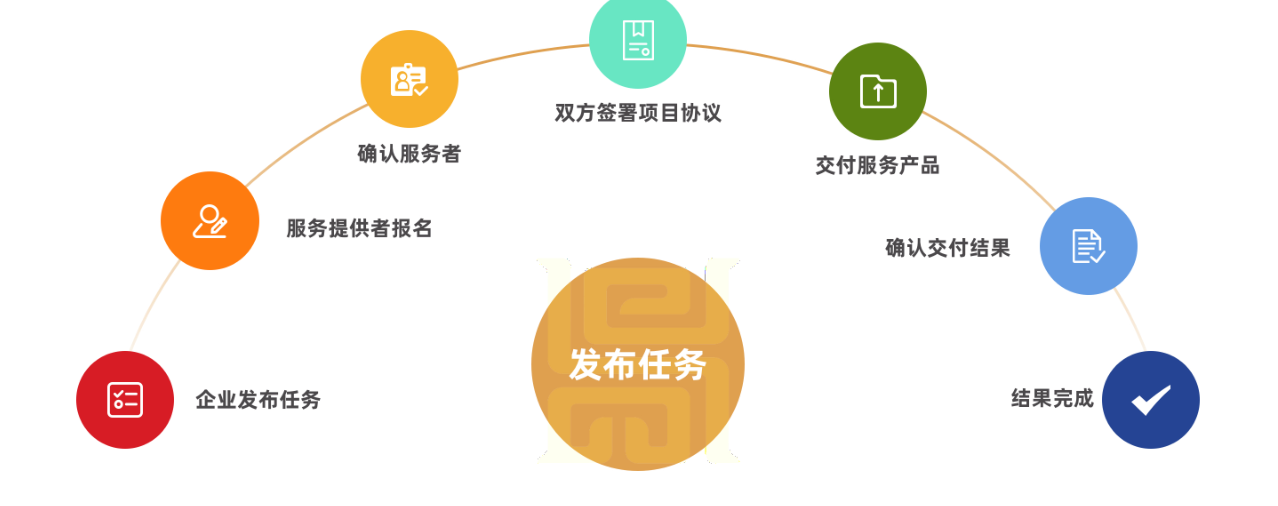 双方签署项目协议
确认服务者
交付服务产品
服务提供者报名
确认交付结果
发布任务
企业发布任务
结果完成